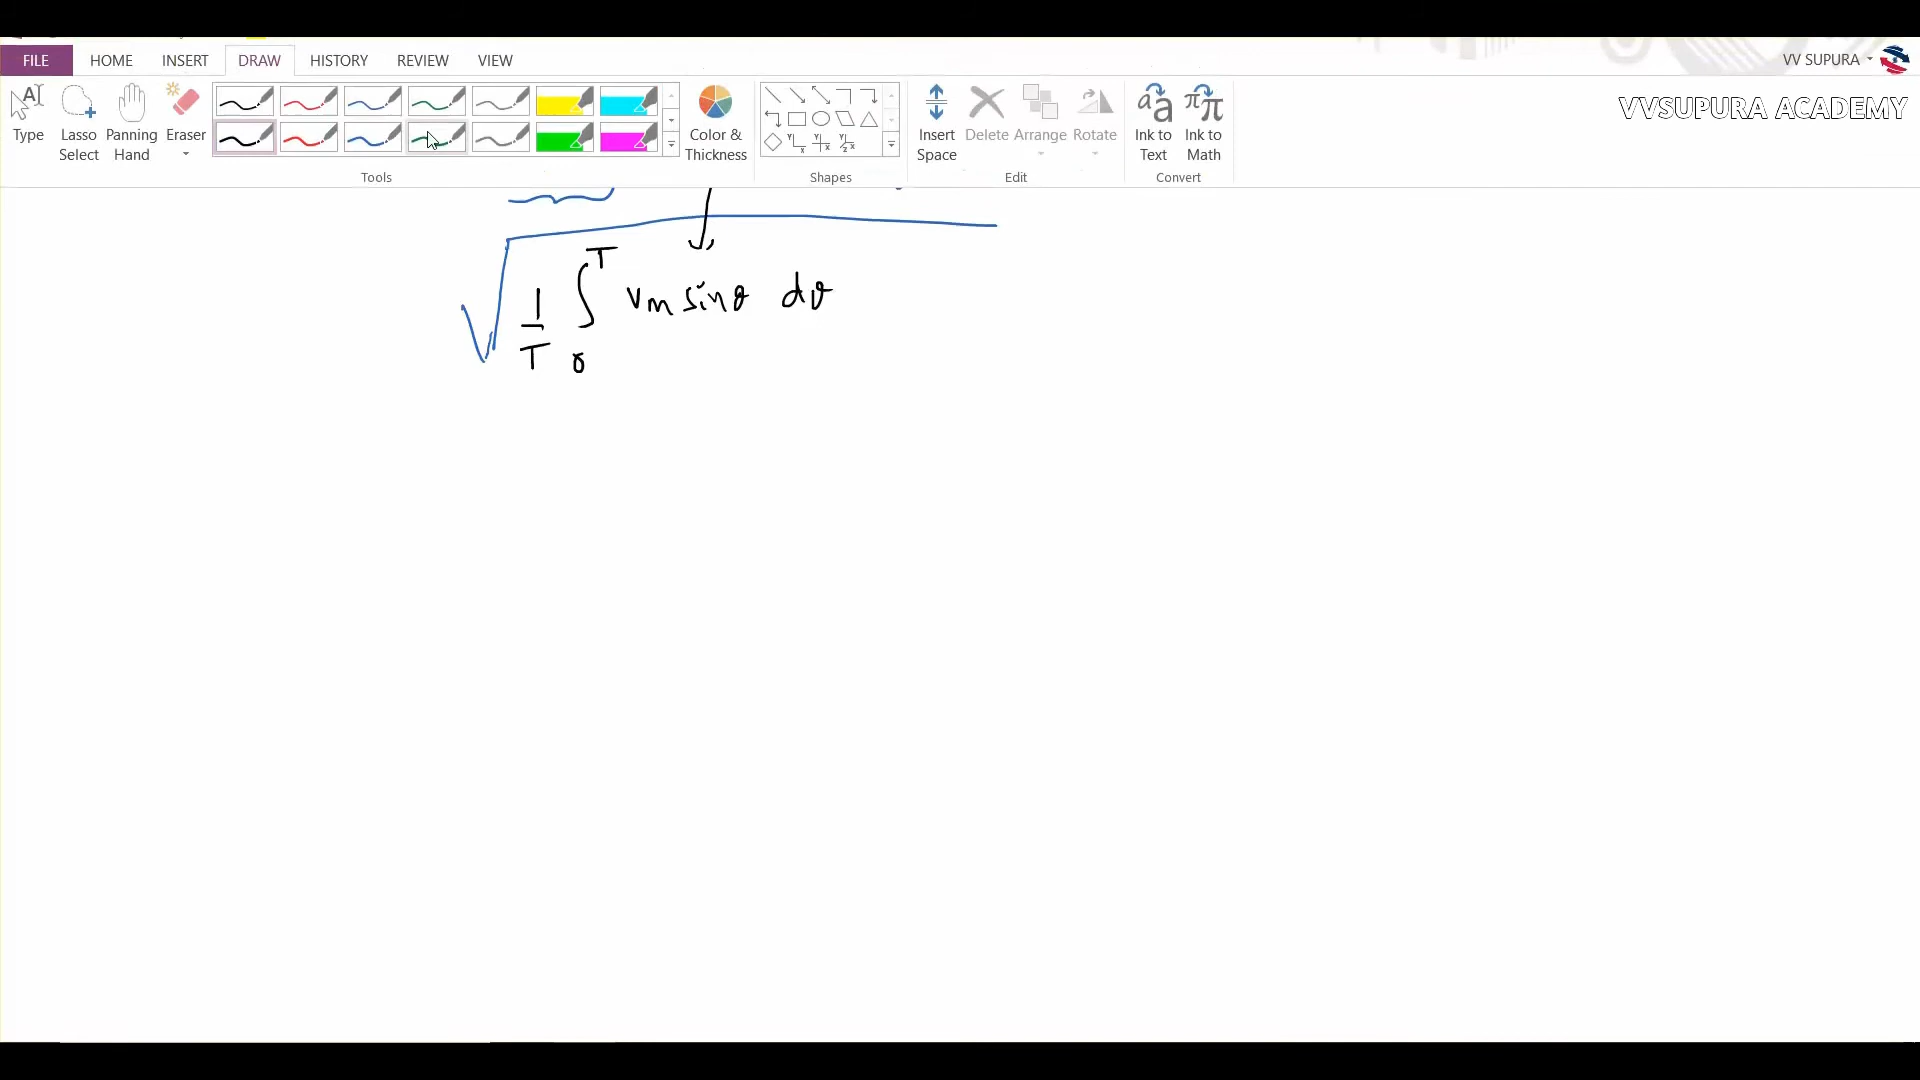 FILE HOME INSERT DRAW HISTORY REVIEW VIEW VV SUPURA
VVSUPURA ACADEMY
Type Lasso Select Panning Hand Eraser Color & Thickness Insert Space Delete Arrange Rotate Ink to Text Ink to Math
Tools Shapes Edit Convert
√ 1/T ∫ 0 T Vm sinθ dθ